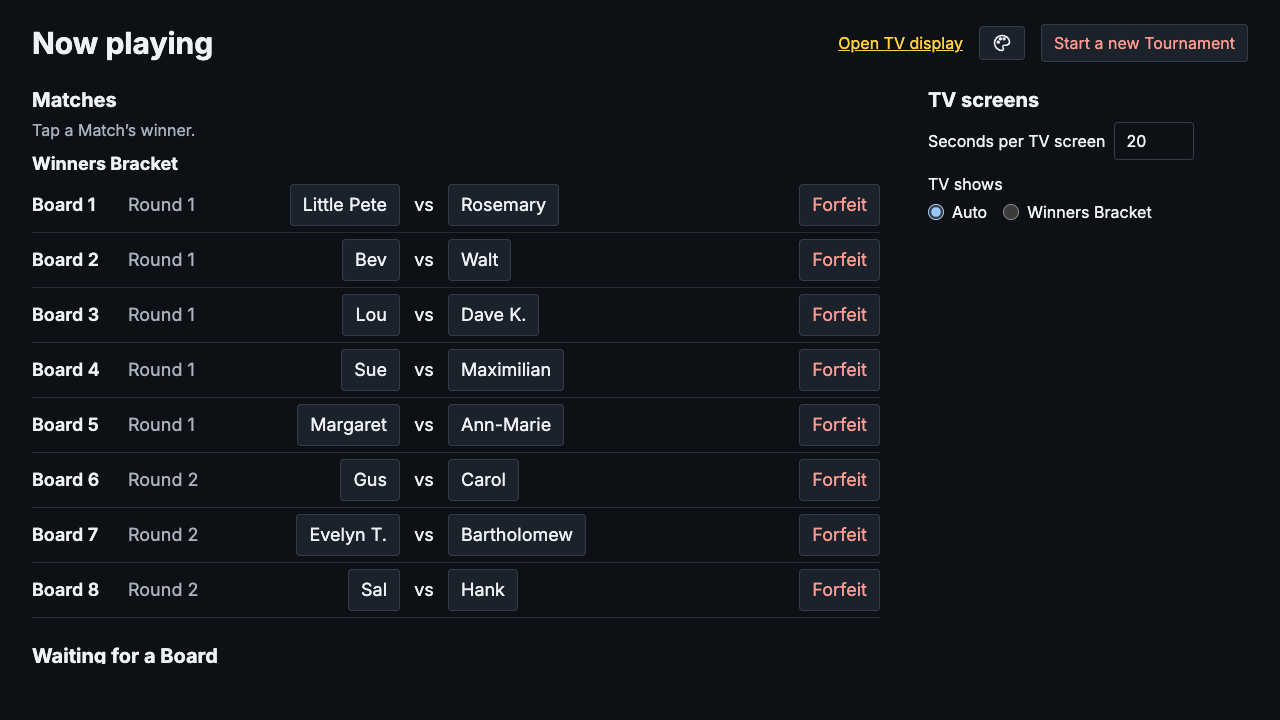 Now playing
Open TV display
Start a new Tournament
Matches
Tap a Match’s winner.
Winners Bracket
Board 1 Round 1 Little Pete vs Rosemary Forfeit
Board 2 Round 1 Bev vs Walt Forfeit
Board 3 Round 1 Lou vs Dave K. Forfeit
Board 4 Round 1 Sue vs Maximilian Forfeit
Board 5 Round 1 Margaret vs Ann-Marie Forfeit
Board 6 Round 2 Gus vs Carol Forfeit
Board 7 Round 2 Evelyn T. vs Bartholomew Forfeit
Board 8 Round 2 Sal vs Hank Forfeit
Waiting for a Board
TV screens
Seconds per TV screen 20
TV shows
Auto Winners Bracket